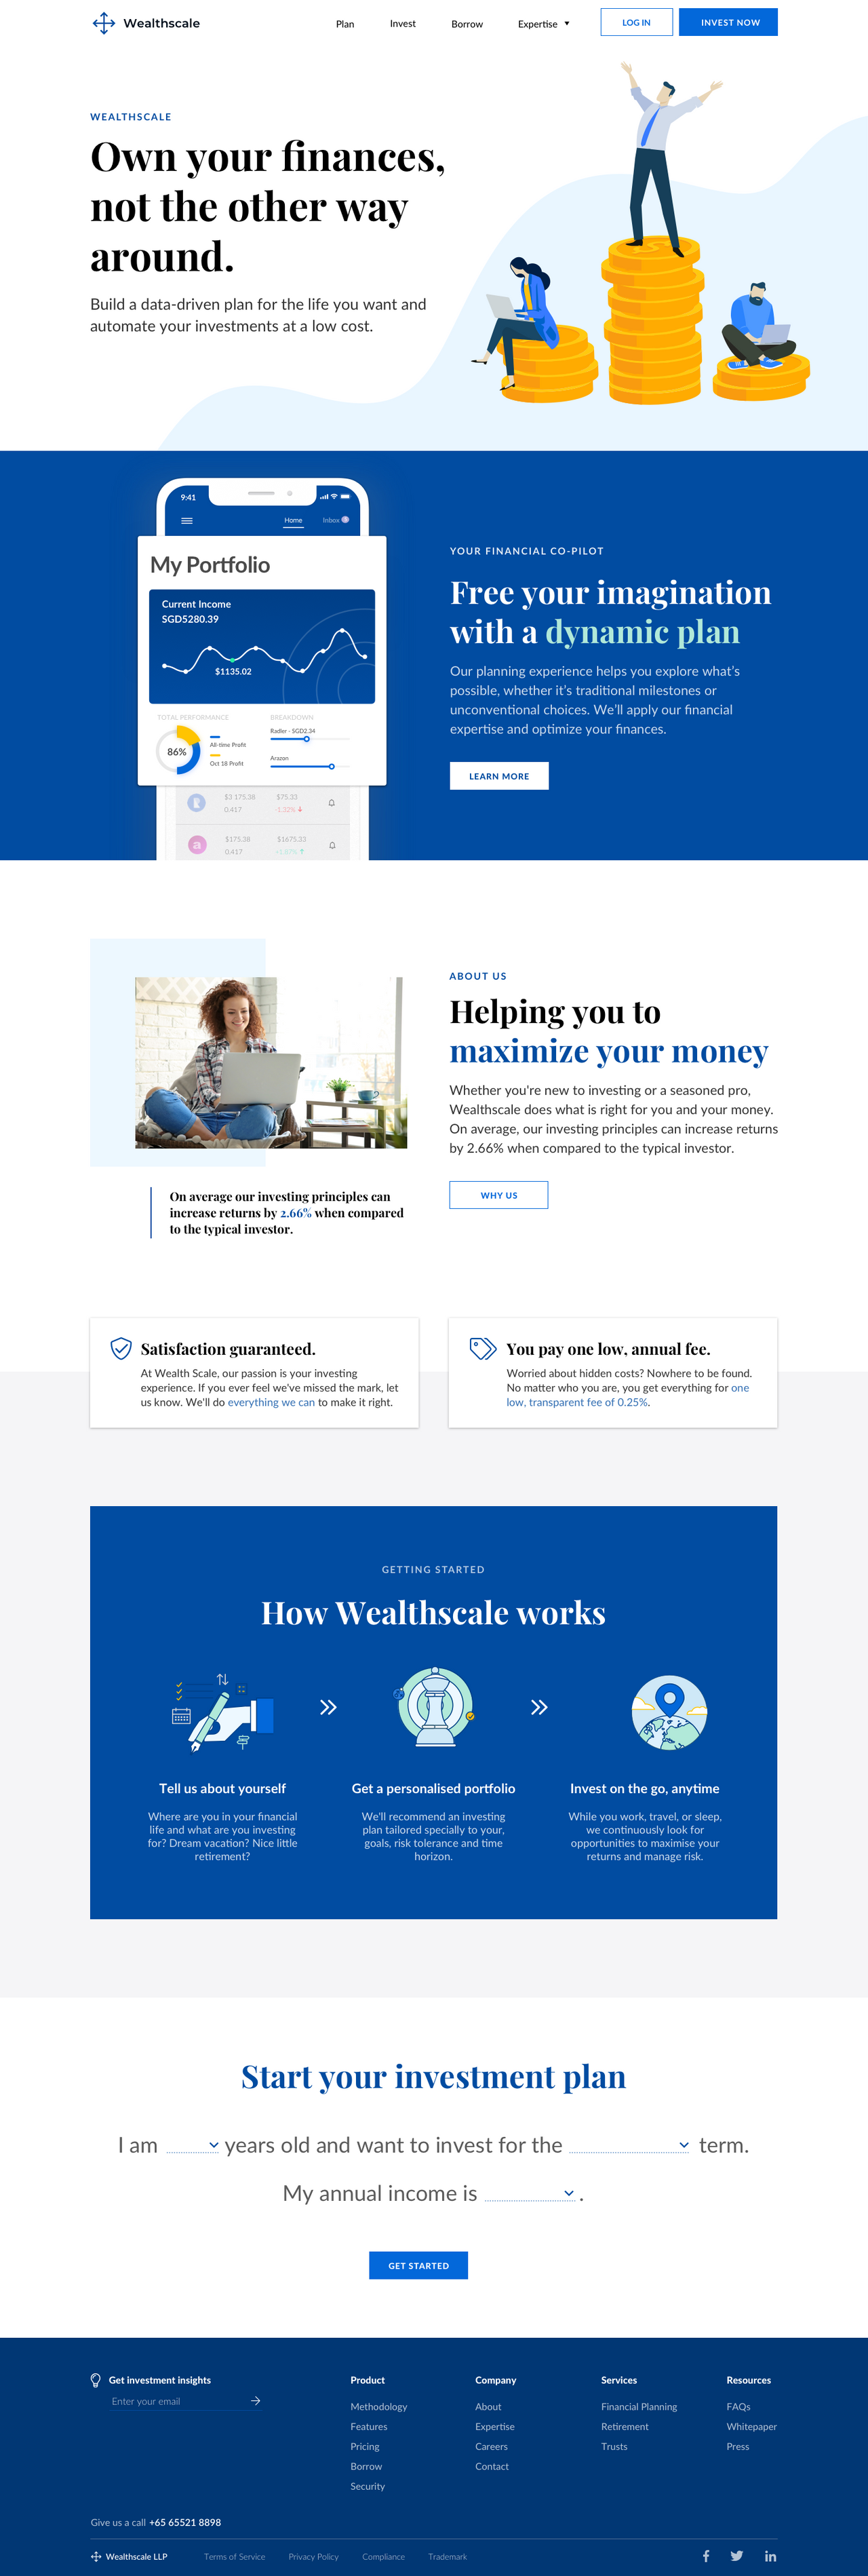 Wealthscale
Plan
Invest
Borrow
Expertise
LOG IN
INVEST NOW
WEALTHSCALE
Own your finances,
not the other way
around.
Build a data-driven plan for the life you want and
automate your investments at a low cost.
9:41
Home
Inbox
My Portfolio
Current Income
SGD5280.39
$1135.02
TOTAL PERFORMANCE
86%
All-time Profit
Oct 18 Profit
BREAKDOWN
Radler - SGD2.34
Arazon
$3 175.38
$75.33
0.417
-1.32%
a
$175.38
$1675.33
0.417
YOUR FINANCIAL CO-PILOT
Free your imagination
with a dynamic plan
Our planning experience helps you explore what’s
possible, whether it’s traditional milestones or
unconventional choices. We’ll apply our financial
expertise and optimize your finances.
LEARN MORE
ABOUT US
Helping you to
maximize your money
Whether you're new to investing or a seasoned pro,
Wealthscale does what is right for you and your money.
On average, our investing principles can increase returns
by 2.66% when compared to the typical investor.
WHY US
On average our investing principles can
increase returns by 2.66% when compared
to the typical investor.
Satisfaction guaranteed.
At Wealth Scale, our passion is your investing
experience. If you ever feel we've missed the mark, let
us know. We'll do everything we can to make it right.
You pay one low, annual fee.
Worried about hidden costs? Nowhere to be found.
No matter who you are, you get everything for one
low, transparent fee of 0.25%.
GETTING STARTED
How Wealthscale works
Tell us about yourself
Where are you in your financial
life and what are you investing
for? Dream vacation? Nice little
retirement?
Get a personalised portfolio
We'll recommend an investing
plan tailored specially to your,
goals, risk tolerance and time
horizon.
Invest on the go, anytime
While you work, travel, or sleep,
we continuously look for
opportunities to maximise your
returns and manage risk.
Start your investment plan
I am years old and want to invest for the term.
My annual income is .
GET STARTED
Get investment insights
Enter your email
Product
Methodology
Features
Pricing
Borrow
Security
Company
About
Expertise
Careers
Contact
Services
Financial Planning
Retirement
Trusts
Resources
FAQs
Whitepaper
Press
Give us a call +65 65521 8898
Wealthscale LLP
Terms of Service
Privacy Policy
Compliance
Trademark